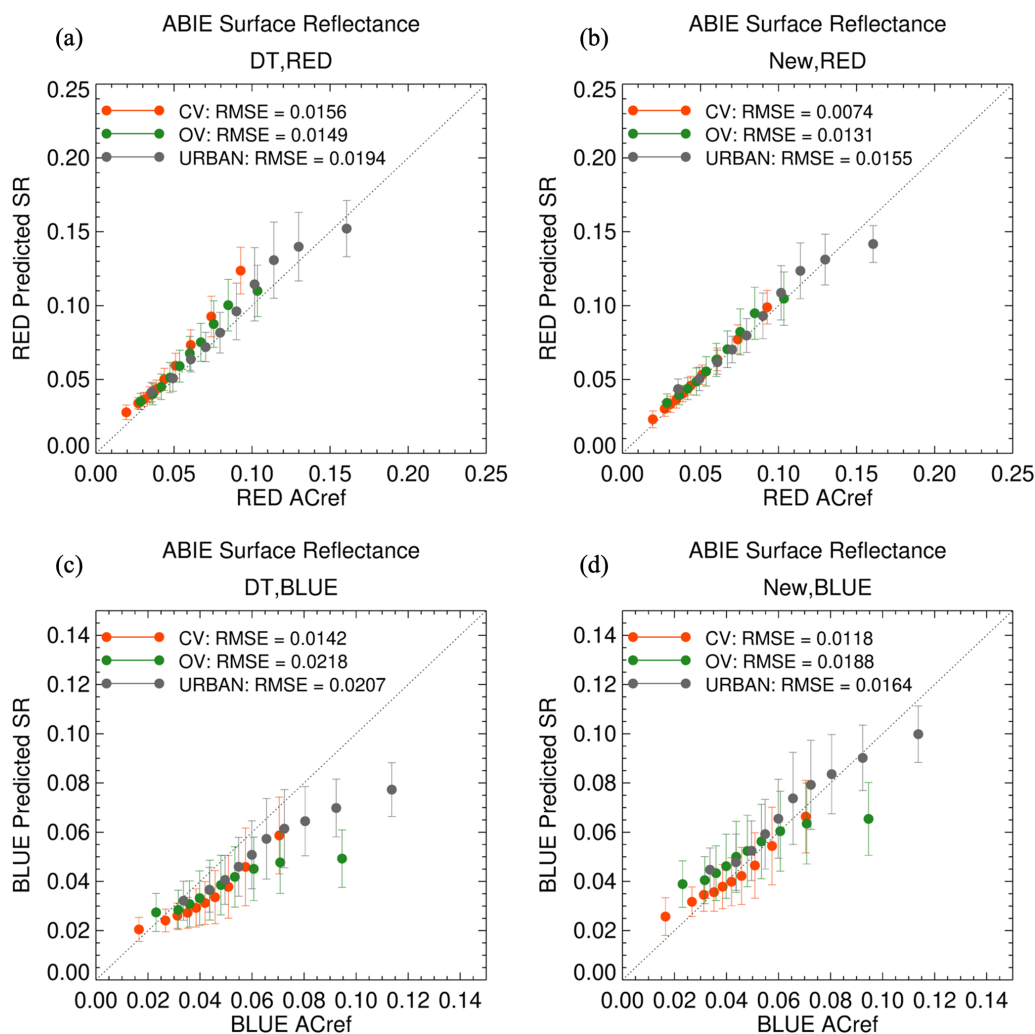 (a)
ABIE Surface Reflectance
DT,RED
CV: RMSE = 0.0156
OV: RMSE = 0.0149
URBAN: RMSE = 0.0194
RED Predicted SR
0.25
0.20
0.15
0.10
0.05
0.00
0.00 0.05 0.10 0.15 0.20 0.25
RED ACref
(b)
ABIE Surface Reflectance
New,RED
CV: RMSE = 0.0074
OV: RMSE = 0.0131
URBAN: RMSE = 0.0155
RED Predicted SR
0.25
0.20
0.15
0.10
0.05
0.00
0.00 0.05 0.10 0.15 0.20 0.25
RED ACref
(c)
ABIE Surface Reflectance
DT,BLUE
CV: RMSE = 0.0142
OV: RMSE = 0.0218
URBAN: RMSE = 0.0207
BLUE Predicted SR
0.14
0.12
0.10
0.08
0.06
0.04
0.02
0.00
0.00 0.02 0.04 0.06 0.08 0.10 0.12 0.14
BLUE ACref
(d)
ABIE Surface Reflectance
New,BLUE
CV: RMSE = 0.0118
OV: RMSE = 0.0188
URBAN: RMSE = 0.0164
BLUE Predicted SR
0.14
0.12
0.10
0.08
0.06
0.04
0.02
0.00
0.00 0.02 0.04 0.06 0.08 0.10 0.12 0.14
BLUE ACref